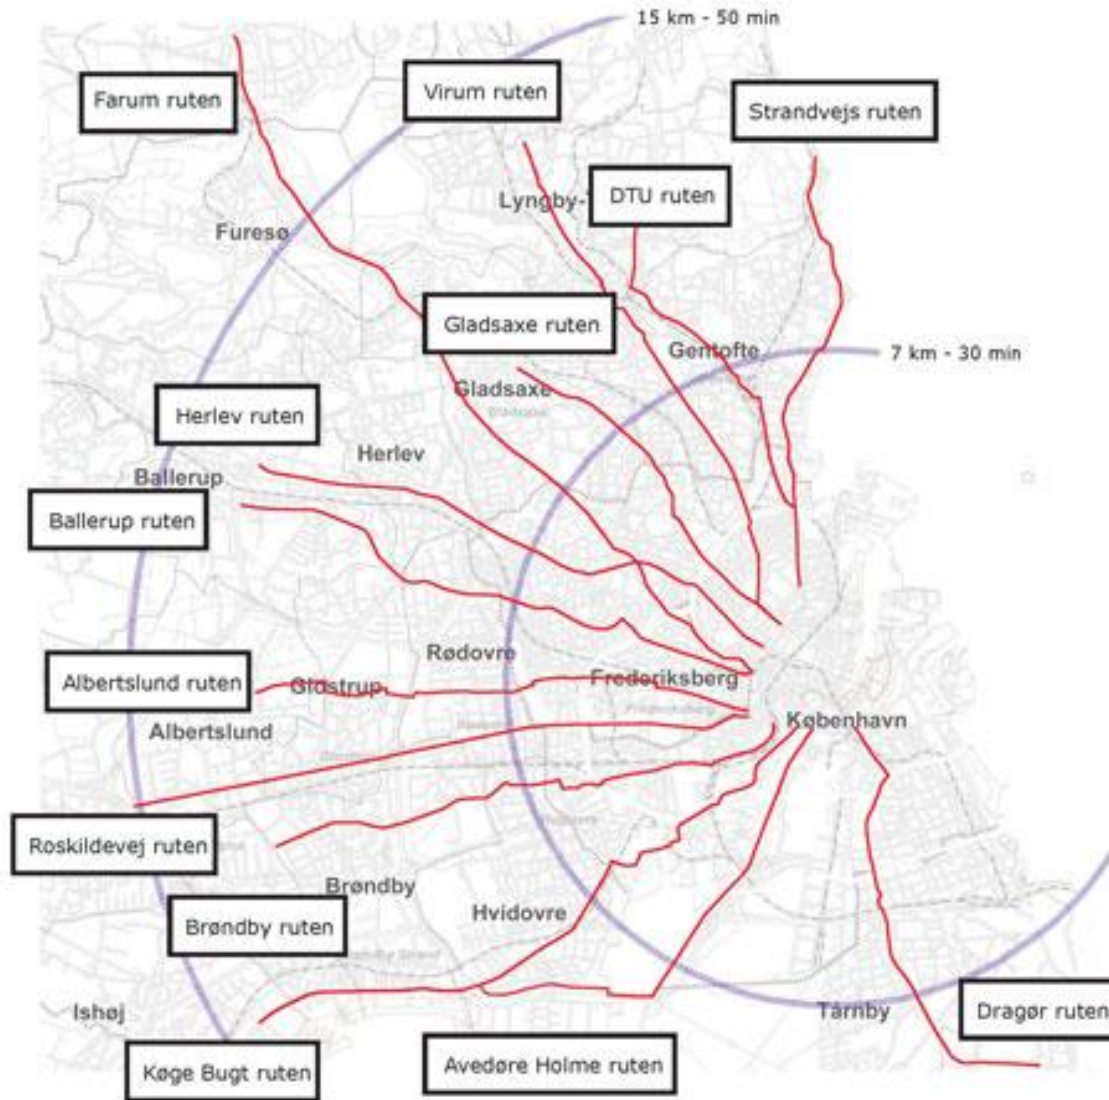 15 km - 50 min
Farum ruten
Virum ruten
Strandvejs ruten
Lyngby-
DTU ruten
Furesø
Gladsaxe ruten
Gentofte
7 km - 30 min
Gladsaxe
Herlev ruten
Herlev
Ballerup
Ballerup ruten
Rødovre
Albertslund ruten
Glostrup
Frederiksberg
København
Albertslund
Roskildevej ruten
Brøndby
Hvidovre
Brøndby ruten
Ishøj
Tårnby
Dragør ruten
Køge Bugt ruten
Avedøre Holme ruten